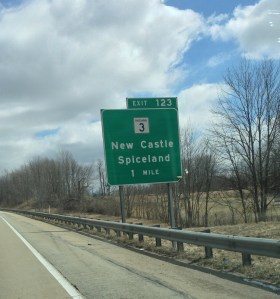 EXIT 123
3
New Castle
Spiceland
1 MILE